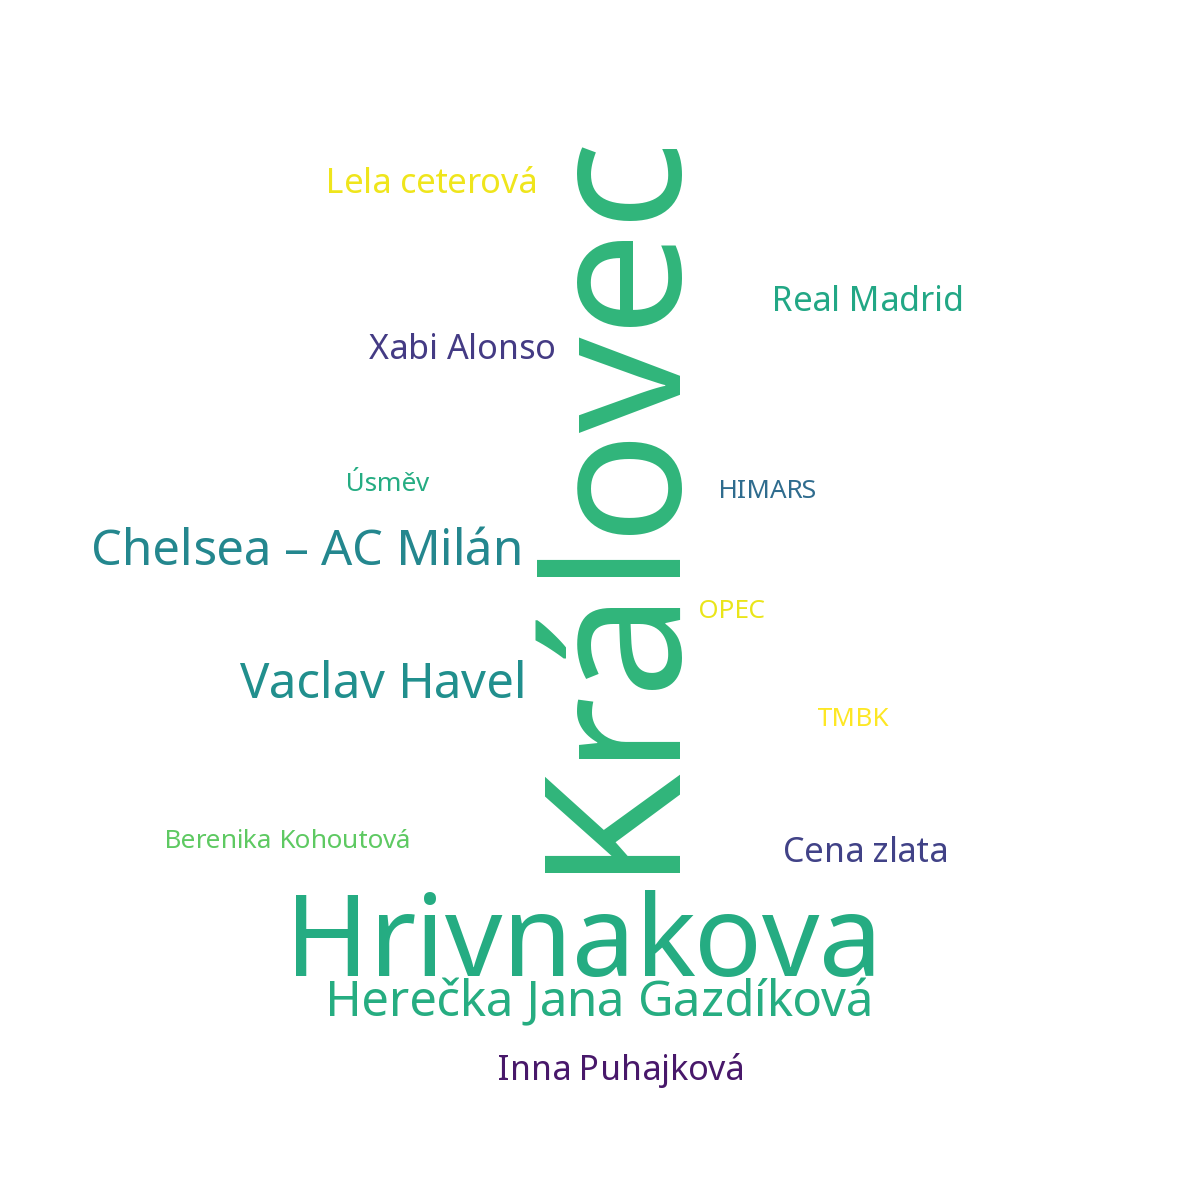 Lela ceterová
Královec
Real Madrid
Xabi Alonso
Úsměv
HIMARS
Chelsea – AC Milán
OPEC
Vaclav Havel
TMBK
Berenika Kohoutová
Cena zlata
Hrivnakova
Herečka Jana Gazdíková
Inna Puhajková